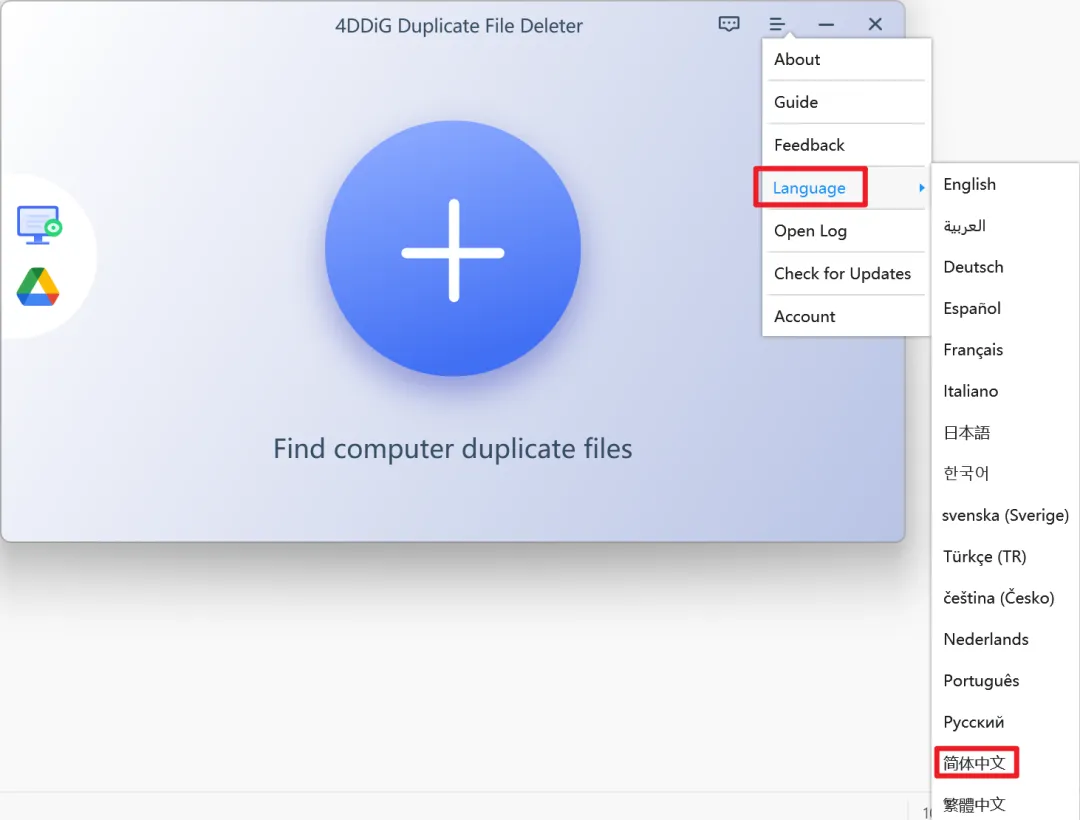 4DDiG Duplicate File Deleter
About
Guide
Feedback
Language
Open Log
Check for Updates
Account
English
العربية
Deutsch
Español
Français
Italiano
日本語
한국어
svenska (Sverige)
Türkçe (TR)
čeština (Česko)
Nederlands
Português
Русский
简体中文
繁體中文
Find computer duplicate files